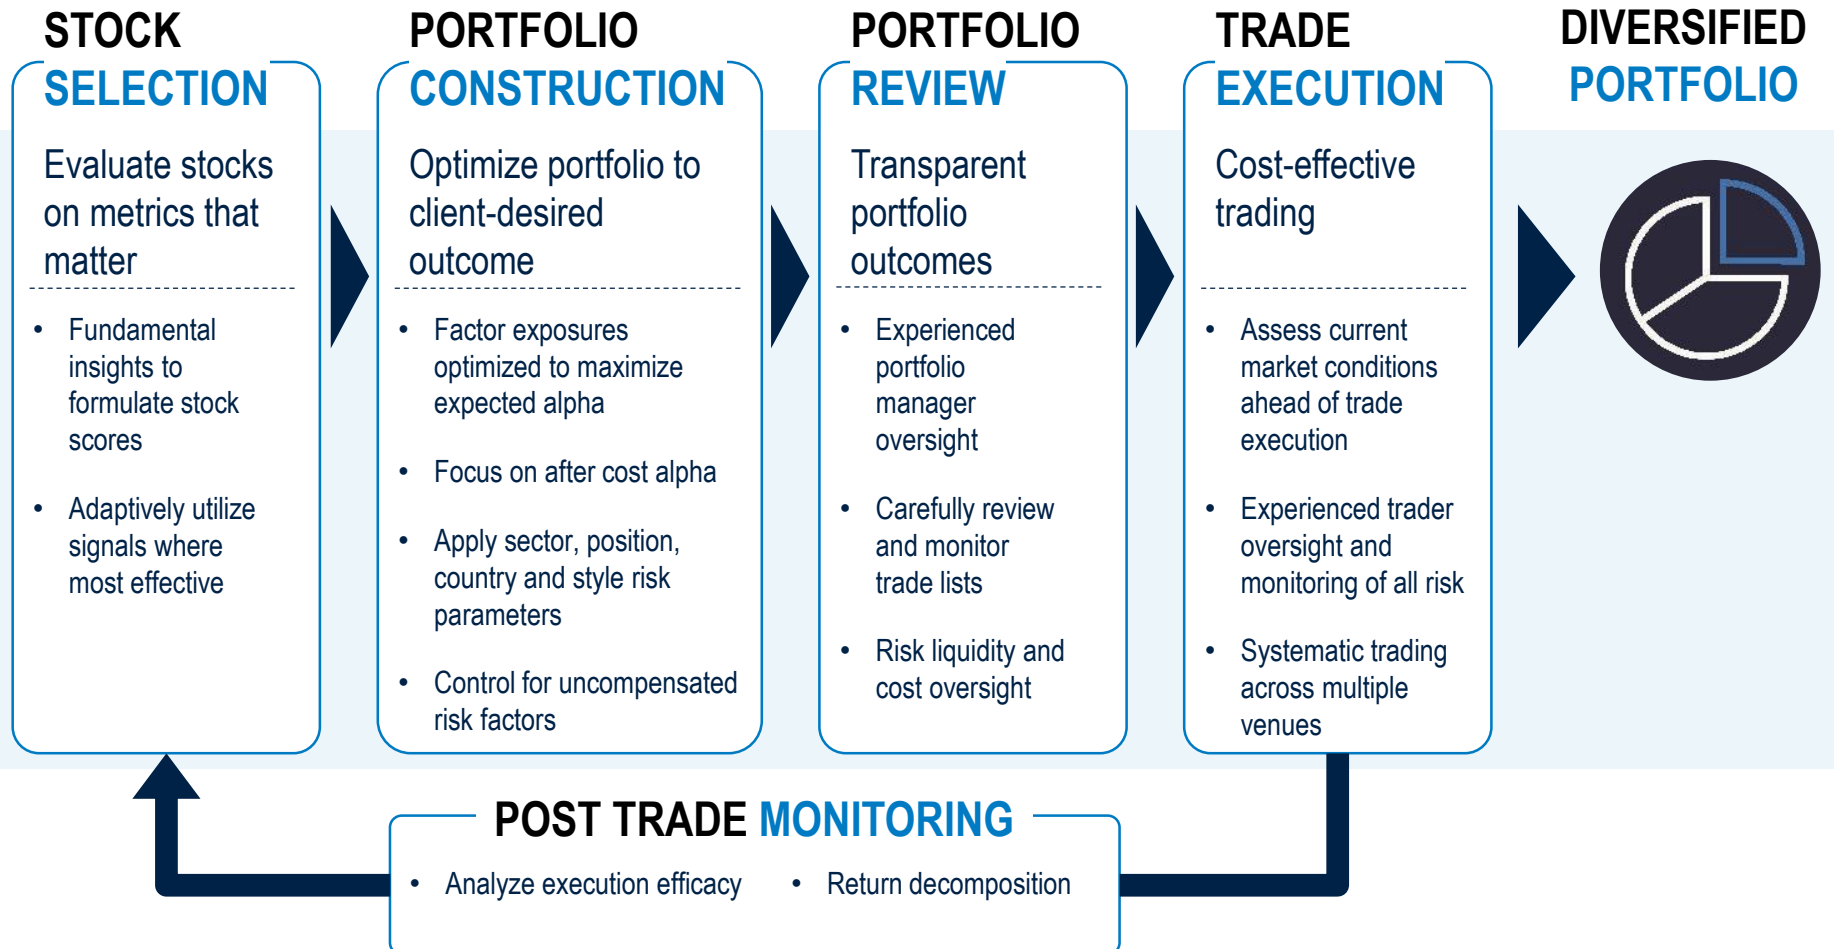 STOCK
SELECTION
Evaluate stocks
on metrics that
matter
• Fundamental
insights to
formulate stock
scores
• Adaptively utilize
signals where
most effective
PORTFOLIO
CONSTRUCTION
Optimize portfolio to
client-desired
outcome
• Factor exposures
optimized to maximize
expected alpha
• Focus on after cost alpha
• Apply sector, position,
country and style risk
parameters
• Control for uncompensated
risk factors
PORTFOLIO
REVIEW
Transparent
portfolio
outcomes
• Experienced
portfolio
manager
oversight
• Carefully review
and monitor
trade lists
• Risk liquidity and
cost oversight
TRADE
EXECUTION
Cost-effective
trading
• Assess current
market conditions
ahead of trade
execution
• Experienced trader
oversight and
monitoring of all risk
• Systematic trading
across multiple
venues
DIVERSIFIED
PORTFOLIO
POST TRADE MONITORING
• Analyze execution efficacy
• Return decomposition